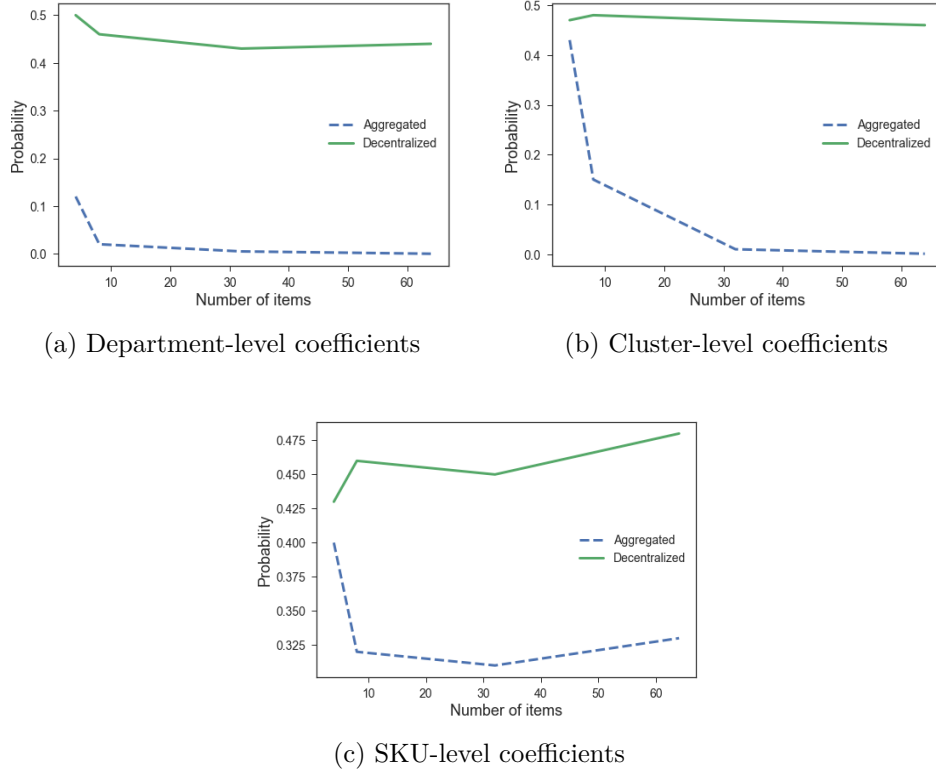 0.5
0.4
0.3
0.2
0.1
0.0
Probability
Aggregated
Decentralized
10 20 30 40 50 60
Number of items
(a) Department-level coefficients
0.5
0.4
0.3
0.2
0.1
0.0
Probability
Aggregated
Decentralized
10 20 30 40 50 60
Number of items
(b) Cluster-level coefficients
0.475
0.450
0.425
0.400
0.375
0.350
0.325
Probability
Aggregated
Decentralized
10 20 30 40 50 60
Number of items
(c) SKU-level coefficients